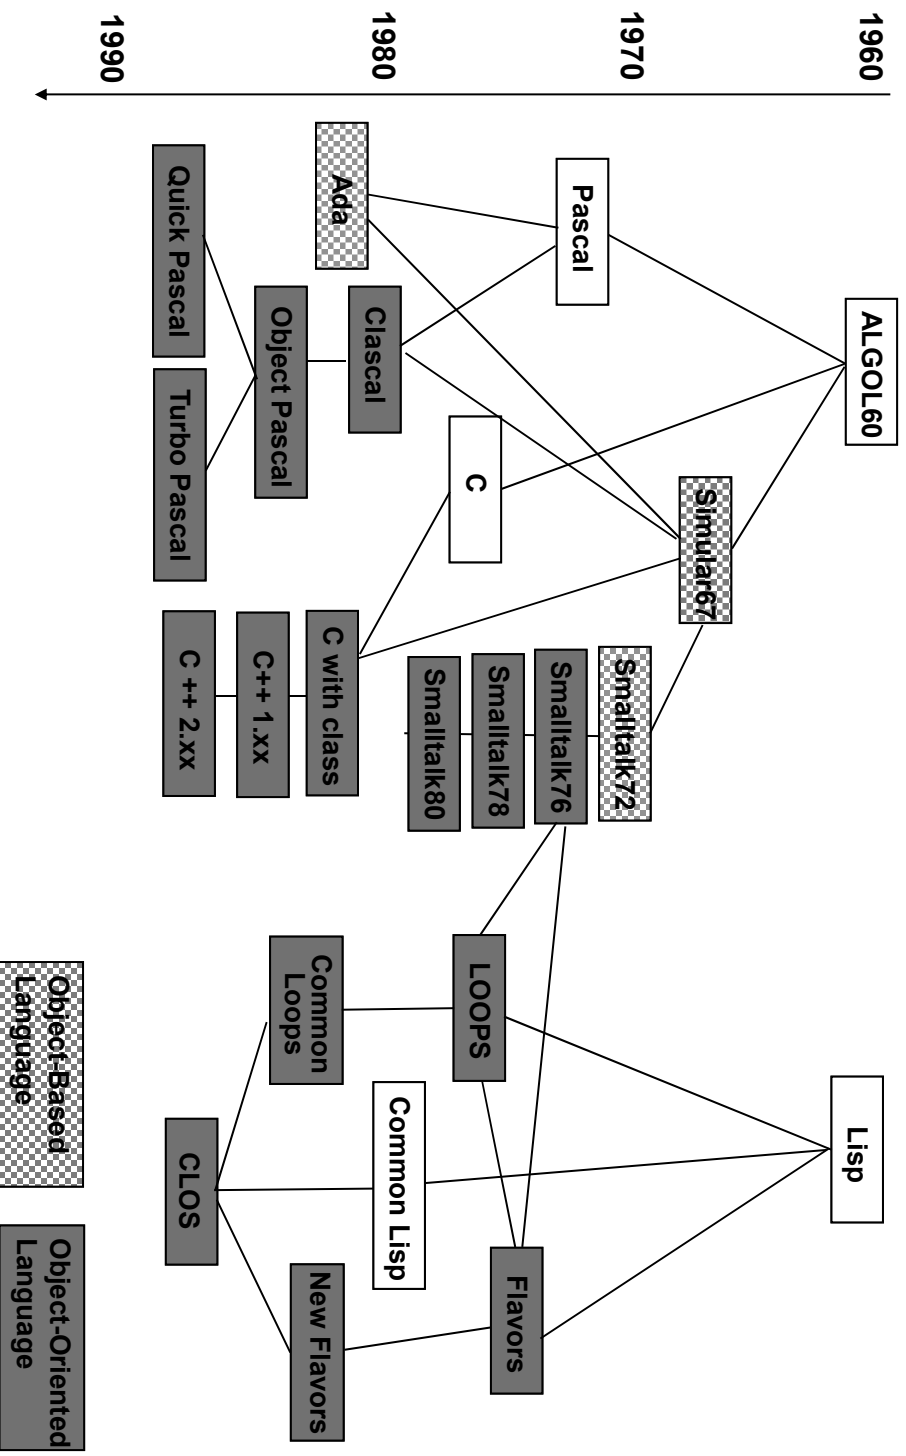 1960
1970
1980
1990
ALGOL60
Lisp
Simular67
Pascal
Smalltalk72
Smalltalk76
Flavors
Smalltalk78
C
LOOPS
Smalltalk80
Common Lisp
Clascal
Ada
C with class
New Flavors
Common
Loops
Object Pascal
C++ 1.xx
CLOS
C ++ 2.xx
Quick Pascal
Turbo Pascal
Object-Based
Language
Object-Oriented
Language